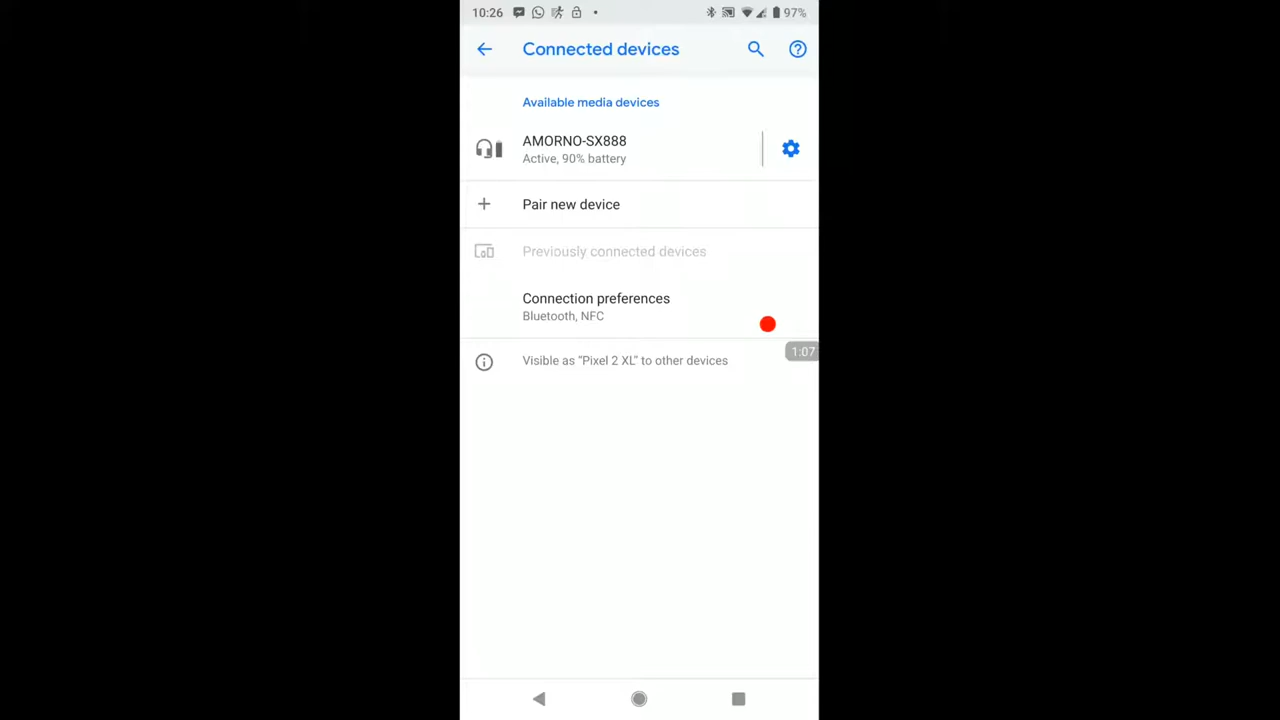 10:26
97%
Connected devices
Available media devices
AMORNO-SX888
Active, 90% battery
Pair new device
Previously connected devices
Connection preferences
Bluetooth, NFC
1:07
Visible as “Pixel 2 XL” to other devices